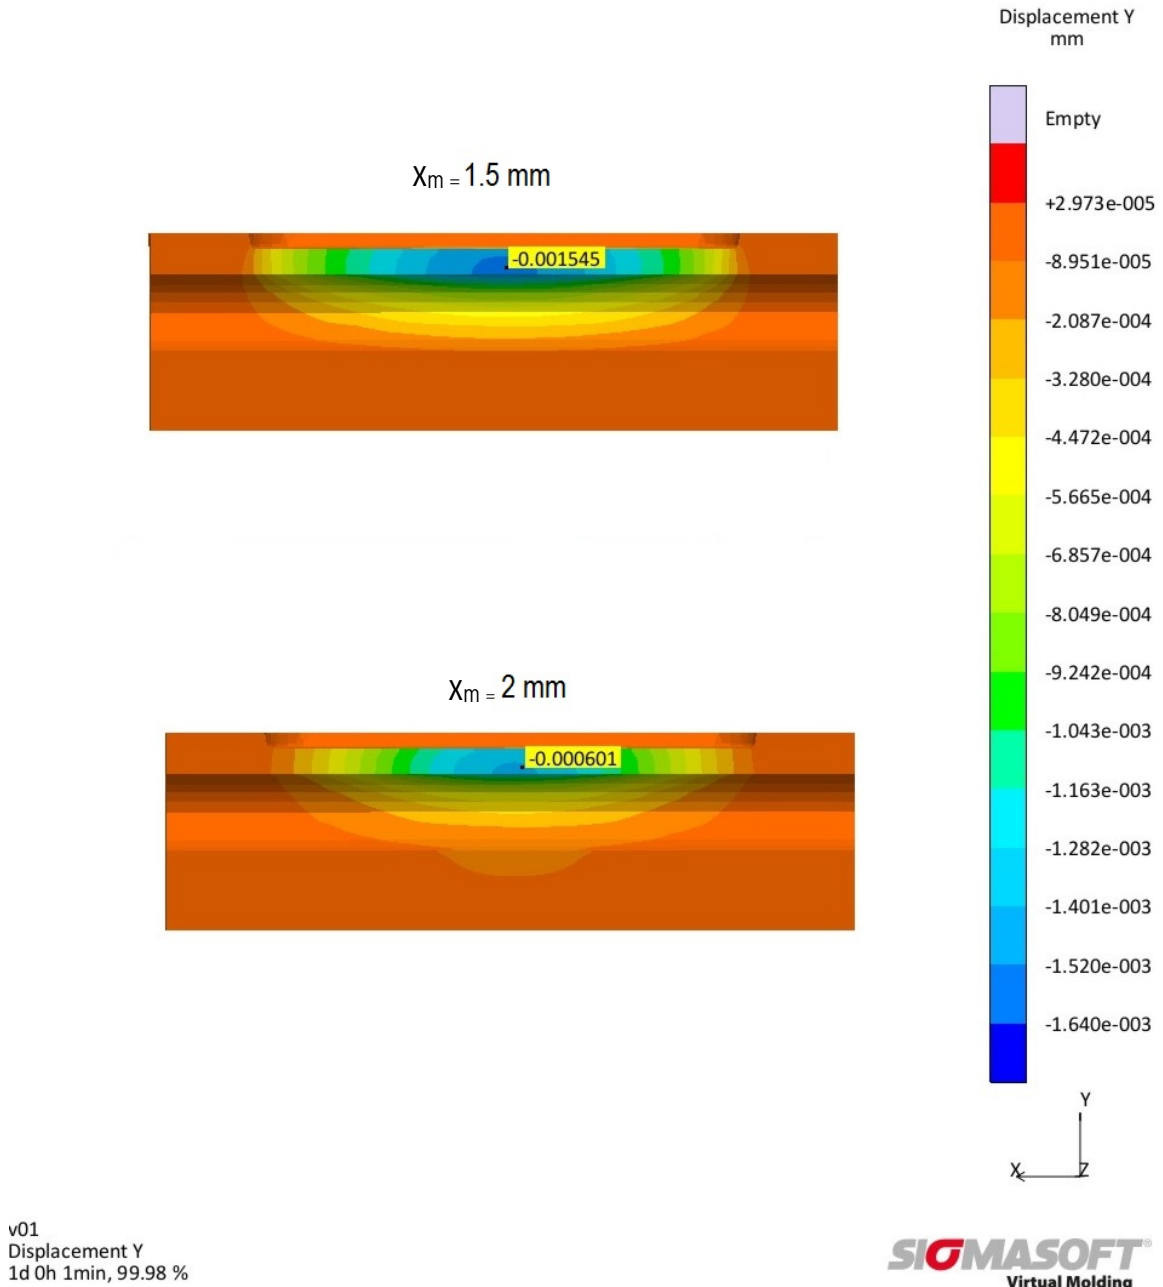 Displacement Y
mm
Empty
+2.973e-005
-8.951e-005
-2.087e-004
-3.280e-004
-4.472e-004
-5.665e-004
-6.857e-004
-8.049e-004
-9.242e-004
-1.043e-003
-1.163e-003
-1.282e-003
-1.401e-003
-1.520e-003
-1.640e-003
Xm = 1.5 mm
-0.001545
Xm = 2 mm
-0.000601
Y
X Z
v01
Displacement Y
1d 0h 1min, 99.98 %
SIGMASOFT®
Virtual Molding